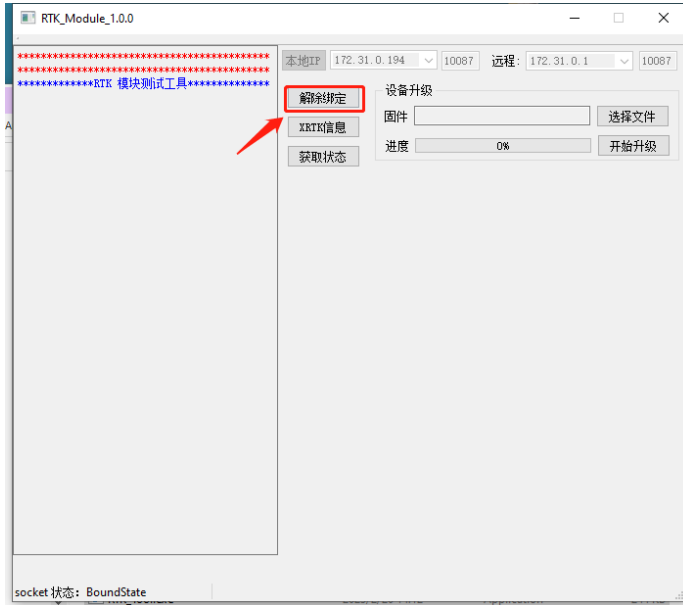 RTK_Module_1.0.0
*******************************************
*******************************************
*************RTK 模块测试工具**************
本地IP 172.31.0.194 10087 远程: 172.31.0.1 10087
解除绑定
XRTK信息
获取状态
设备升级
固件 选择文件
进度 0% 开始升级
socket 状态: BoundState